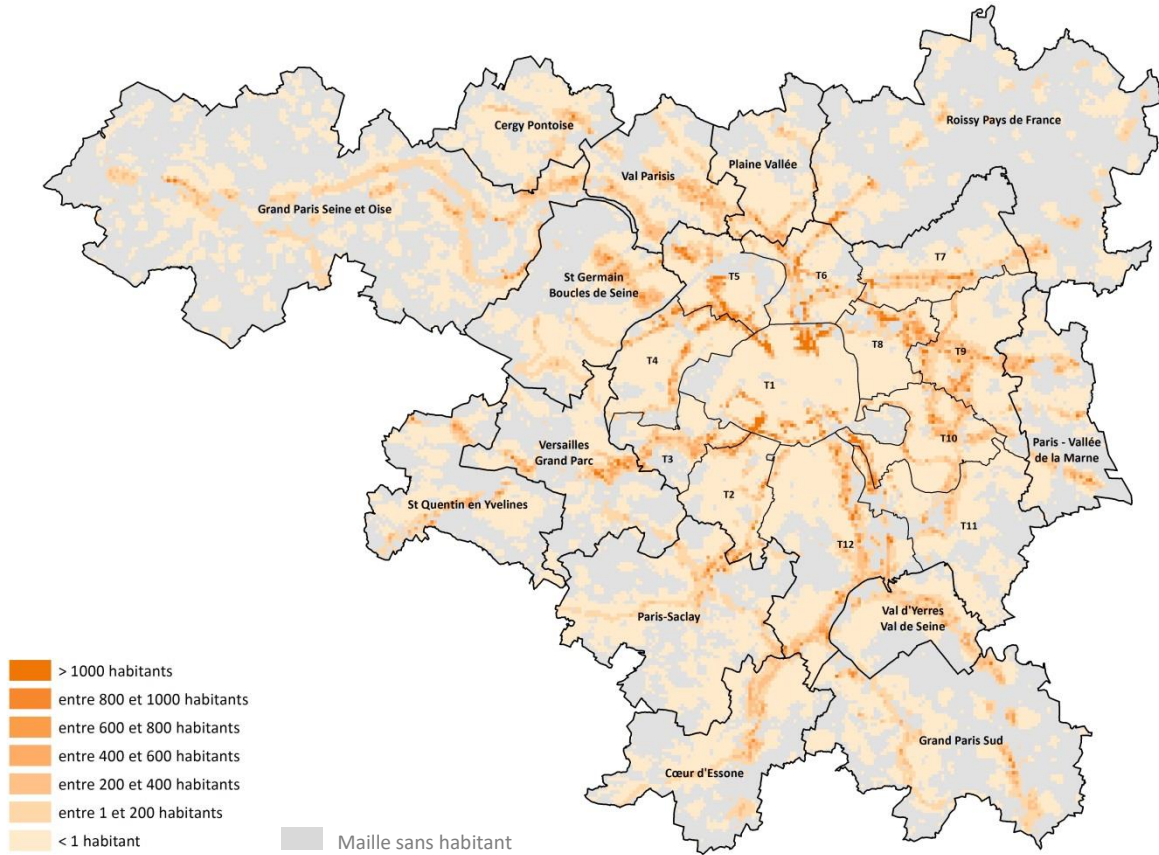 Cergy Pontoise
Roissy Pays de France
Val Parisis
Plaine Vallée
Grand Paris Seine et Oise
St Germain
Boucles de Seine
T5
T6
T7
T4
T8
T9
T1
Versailles
Grand Parc
T3
T10
Paris - Vallée
de la Marne
T2
St Quentin en Yvelines
T11
T12
Paris-Saclay
Val d'Yerres
Val de Seine
Grand Paris Sud
Cœur d'Essone
> 1000 habitants
entre 800 et 1000 habitants
entre 600 et 800 habitants
entre 400 et 600 habitants
entre 200 et 400 habitants
entre 1 et 200 habitants
< 1 habitant
Maille sans habitant